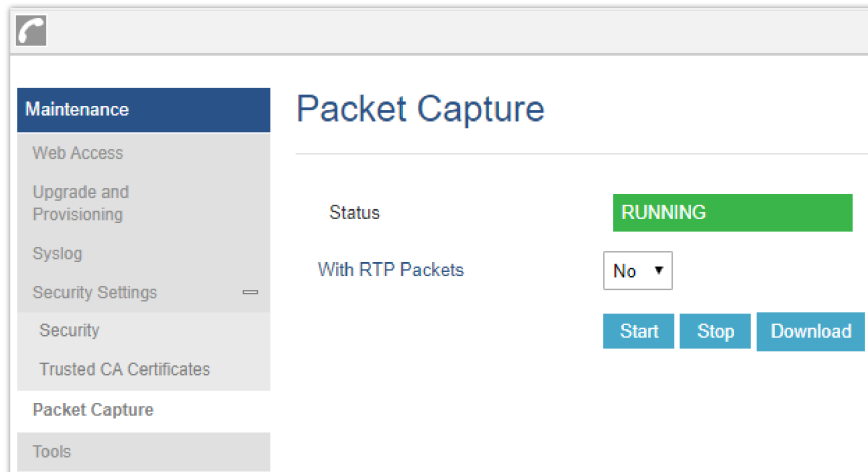 Maintenance
Web Access
Upgrade and
Provisioning
Syslog
Security Settings
Security
Trusted CA Certificates
Packet Capture
Tools
Packet Capture
Status
RUNNING
With RTP Packets
No
Start Stop Download